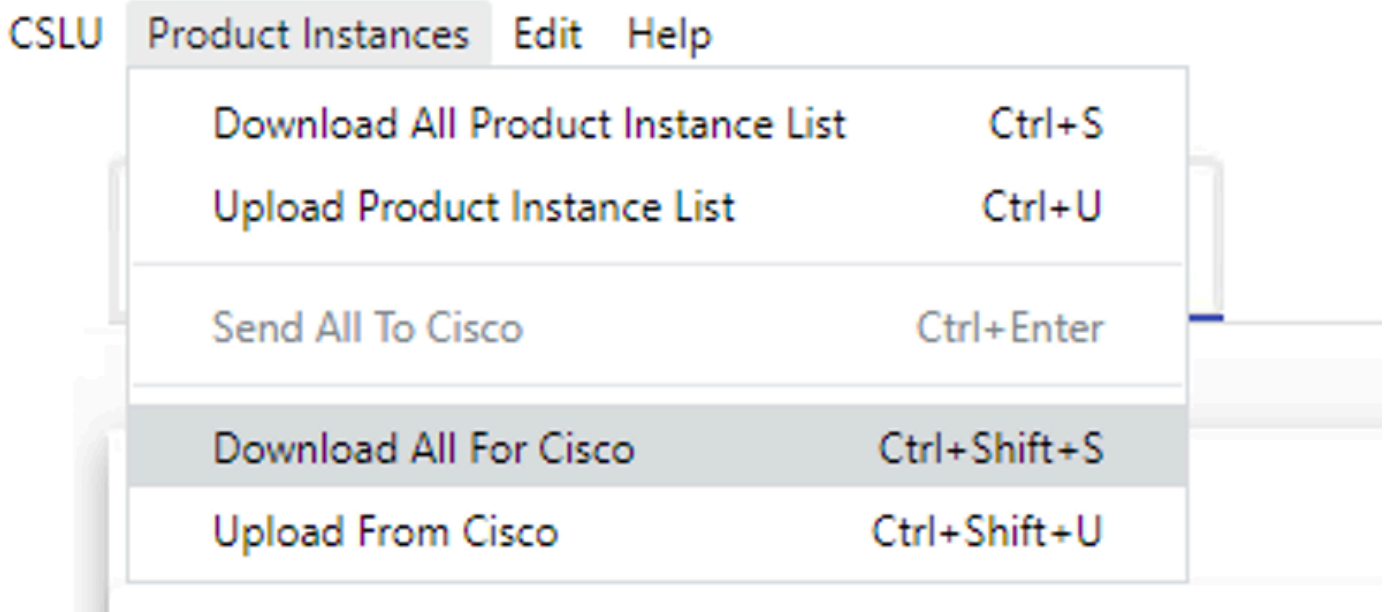 CSLU Product Instances Edit Help
Download All Product Instance List Ctrl+S
Upload Product Instance List Ctrl+U
Send All To Cisco Ctrl+Enter
Download All For Cisco Ctrl+Shift+S
Upload From Cisco Ctrl+Shift+U